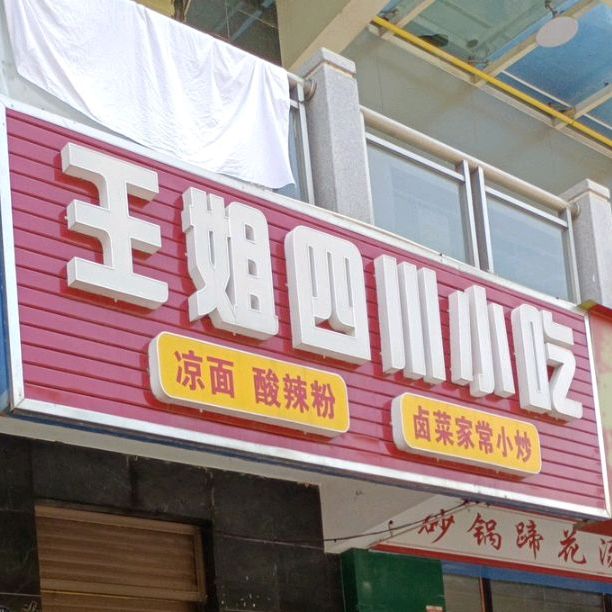 王姐四川小吃
凉面 酸辣粉
卤菜家常小炒
砂锅蹄花汤